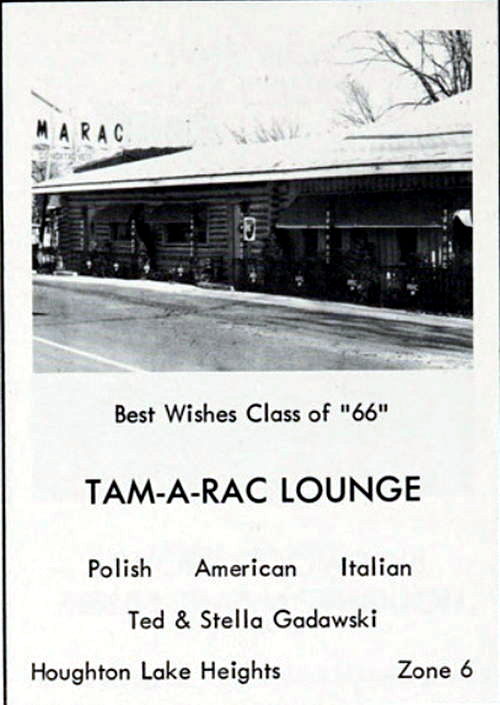 MARAC
Best Wishes Class of "66"
TAM-A-RAC LOUNGE
Polish American Italian
Ted & Stella Gadawski
Houghton Lake Heights Zone 6